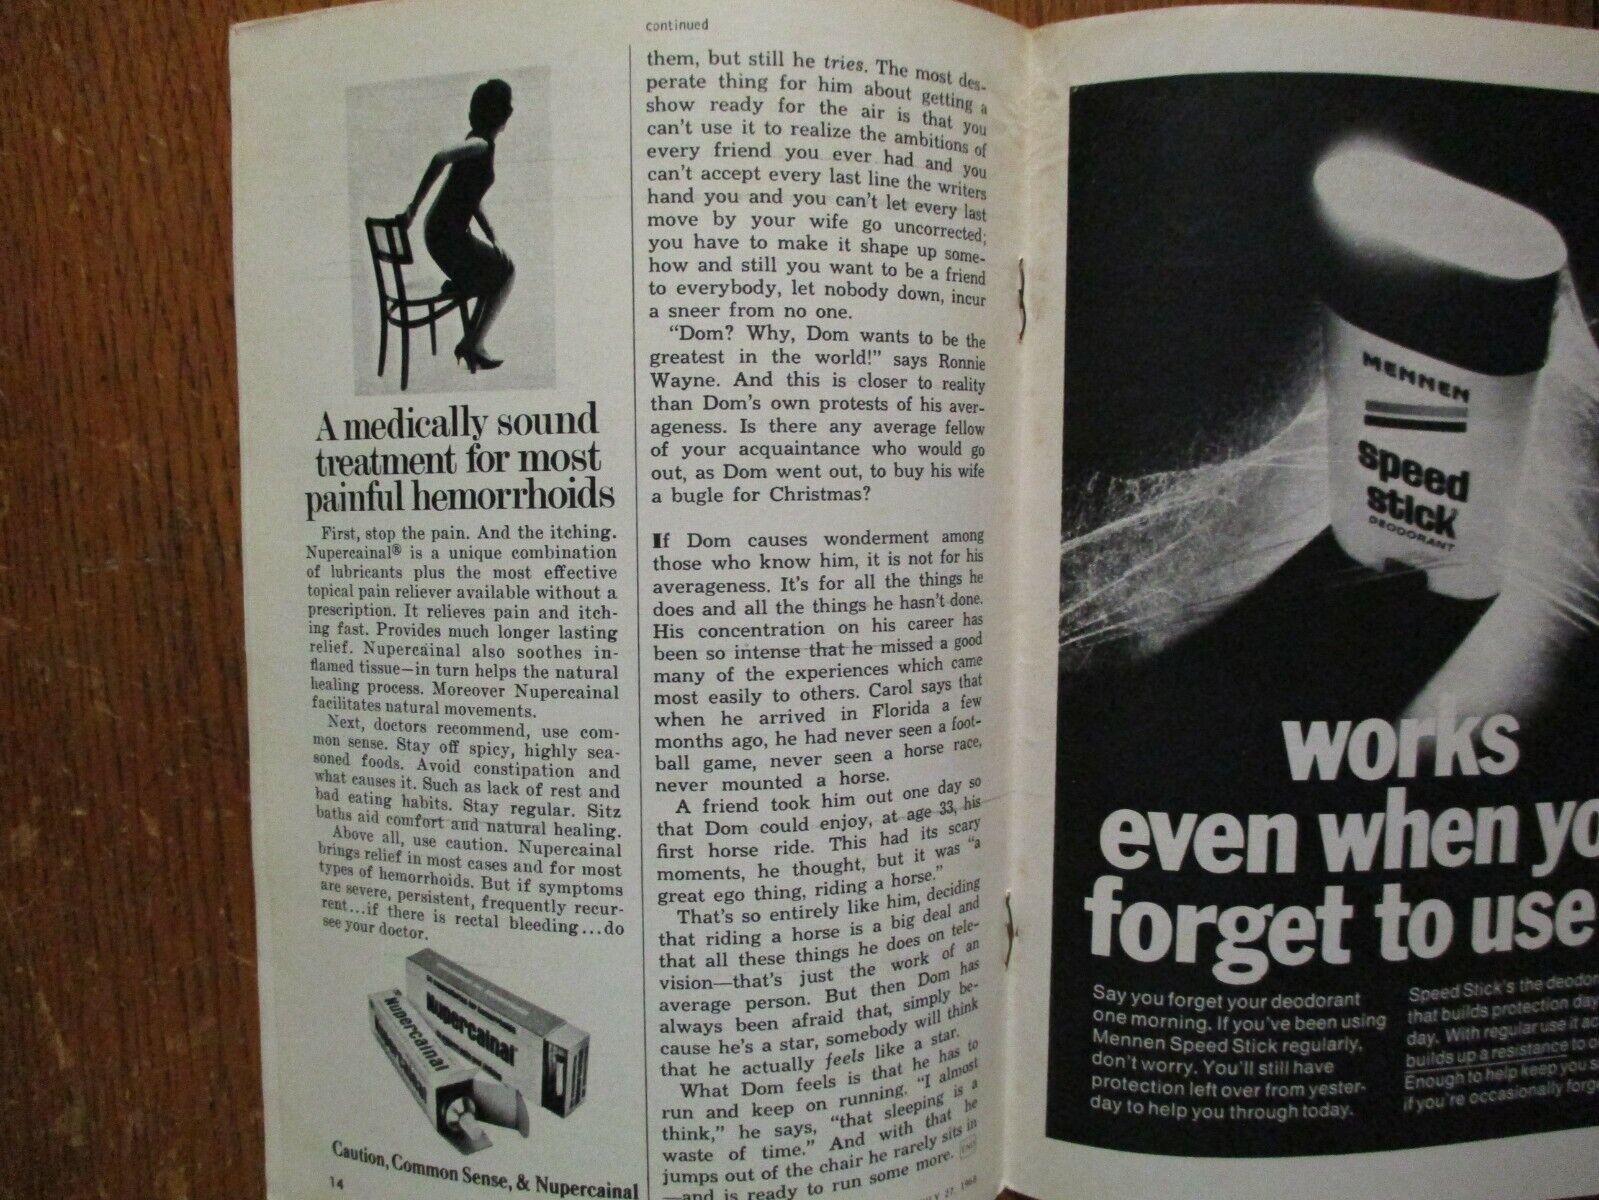 continued
A medically sound
treatment for most
painful hemorrhoids
First, stop the pain. And the itching.
Nupercainal® is a unique combination
of lubricants plus the most effective
topical pain reliever available without a
prescription. It relieves pain and itch-
ing fast. Provides much longer lasting
relief. Nupercainal also soothes in-
flamed tissue—in turn helps the natural
healing process. Moreover Nupercainal
facilitates natural movements.
Next, doctors recommend, use com-
mon sense. Stay off spicy, highly sea-
soned foods. Avoid constipation and
what causes it. Such as lack of rest and
bad eating habits. Stay regular. Sitz
baths aid comfort and natural healing.
Above all, use caution. Nupercainal
brings relief in most cases and for most
types of hemorrhoids. But if symptoms
are severe, persistent, frequently recur-
rent...if there is rectal bleeding...do
see your doctor.
Nupercainal
Nupercainal
Caution, Common Sense, & Nupercainal
14
them, but still he tries. The most des-
perate thing for him about getting a
show ready for the air is that you
can't use it to realize the ambitions of
every friend you ever had and you
can't accept every last line the writers
hand you and you can't let every last
move by your wife go uncorrected;
you have to make it shape up some-
how and still you want to be a friend
to everybody, let nobody down, incur
a sneer from no one.
"Dom? Why, Dom wants to be the
greatest in the world!" says Ronnie
Wayne. And this is closer to reality
than Dom's own protests of his aver-
ageness. Is there any average fellow
of your acquaintance who would go
out, as Dom went out, to buy his wife
a bugle for Christmas?
If Dom causes wonderment among
those who know him, it is not for his
averageness. It's for all the things he
does and all the things he hasn't done.
His concentration on his career has
been so intense that he missed a good
many of the experiences which came
most easily to others. Carol says that
when he arrived in Florida a few
months ago, he had never seen a foot-
ball game, never seen a horse race,
never mounted a horse.
A friend took him out one day so
that Dom could enjoy, at age 33, his
first horse ride. This had its scary
moments, he thought, but it was "a
great ego thing, riding a horse."
That's so entirely like him, deciding
that riding a horse is a big deal and
that all these things he does on tele-
vision—that's just the work of an
average person. But then Dom has
always been afraid that, simply be-
cause he's a star, somebody will think
that he actually feels like a star.
What Dom feels is that he has to
run and keep on running. "I almost
think," he says, "that sleeping is a
waste of time." And with that he
jumps out of the chair he rarely sits in
—and is ready to run some more. END
27, 1968
MENNEN
speed
stick
DEODORANT
works
even when yo
forget to use
Say you forget your deodorant
one morning. If you've been using
Mennen Speed Stick regularly,
don't worry. You'll still have
protection left over from yester-
day to help you through today.
Speed Stick's the deodor
that builds protection day
day. With regular use it ac
builds up a resistance to o
Enough to help keep you s
if you're occasionally forg